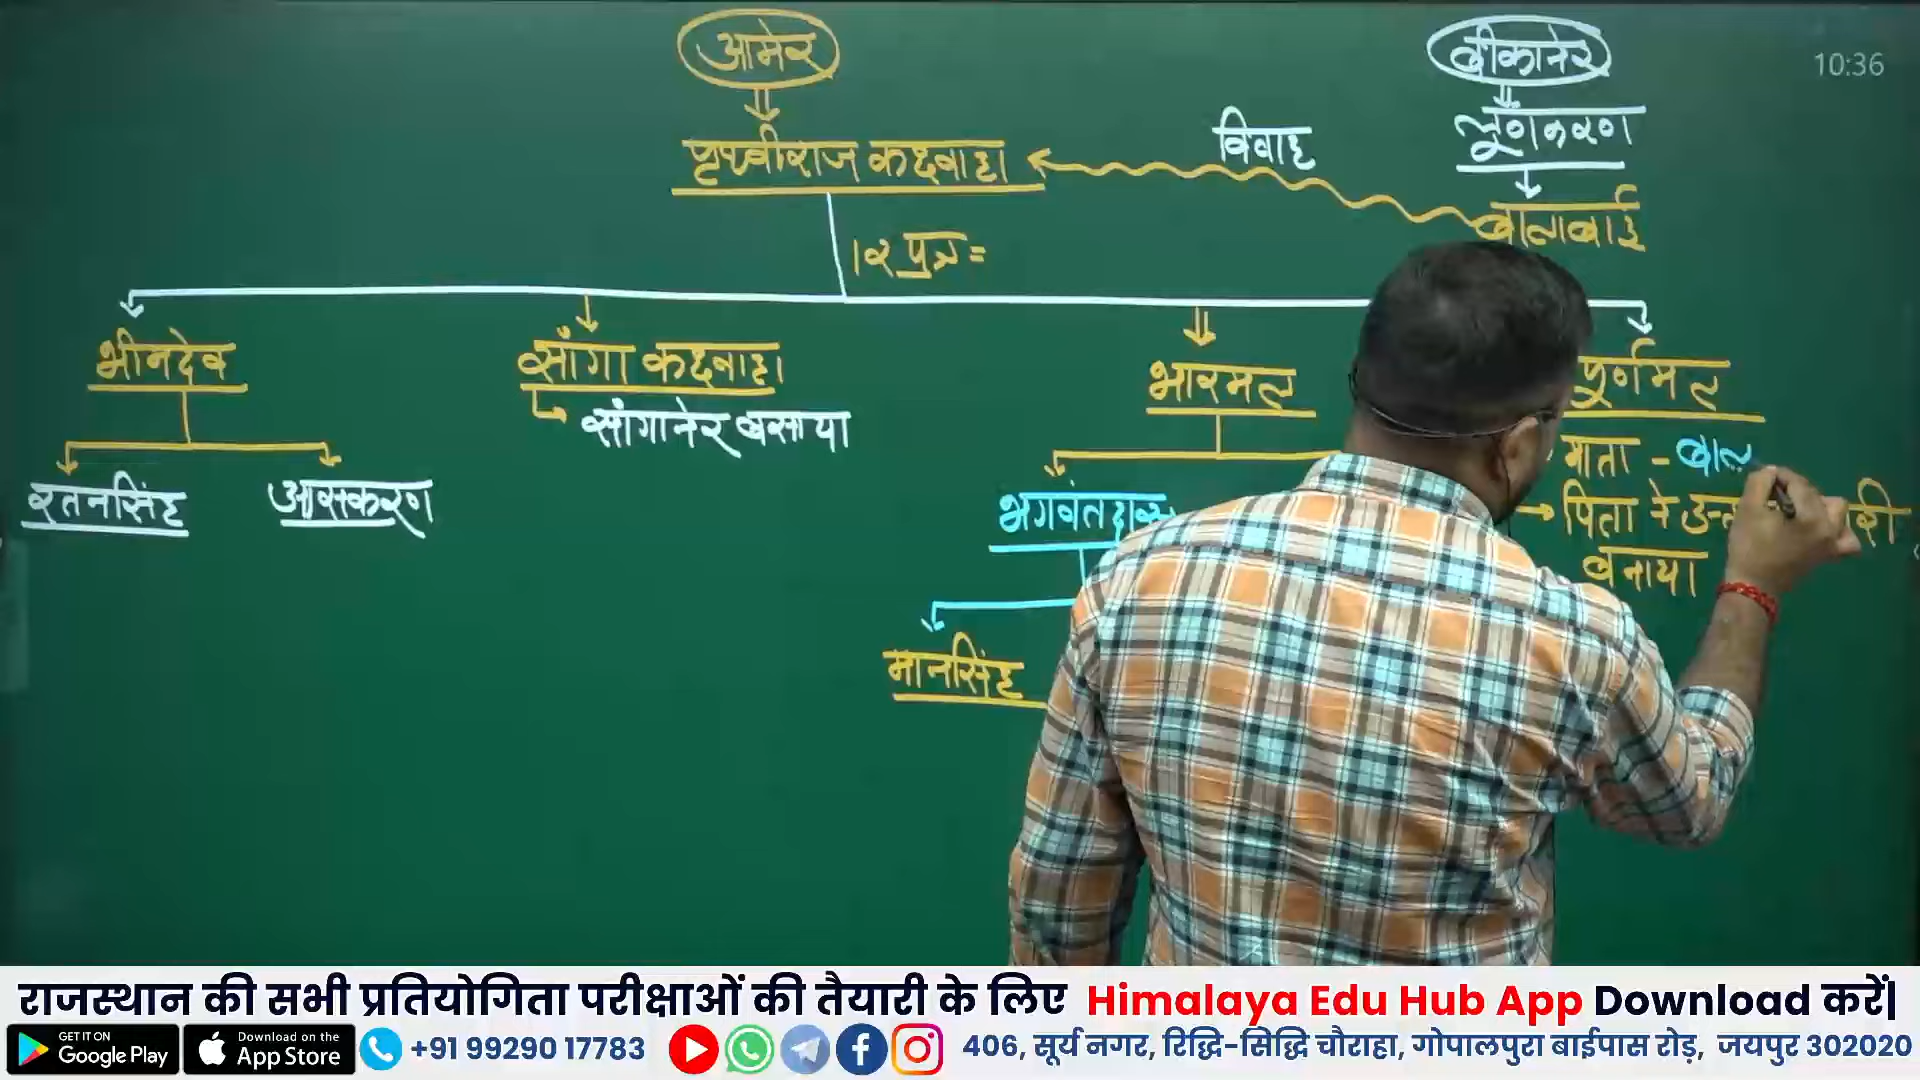 आमेर
बीकानेर
10:36
लूणकरण
विवाह
पृथ्वीराज कछवाहा
बालाबाई
12 पुत्र =
भीमदेव
सांगा कछवाहा
भारमल
पूर्णमल
सांगानेर बसाया
माता - बाल
रतनसिंह
आसकरण
भगवंतदास
पिता ने
बनाया
मानसिंह
राजस्थान की सभी प्रतियोगिता परीक्षाओं की तैयारी के लिए Himalaya Edu Hub App Download करें|
GET IT ON
Google Play
Download on the
App Store
+91 99290 17783
406, सूर्य नगर, रिद्धि-सिद्धि चौराहा, गोपालपुरा बाईपास रोड़, जयपुर 302020